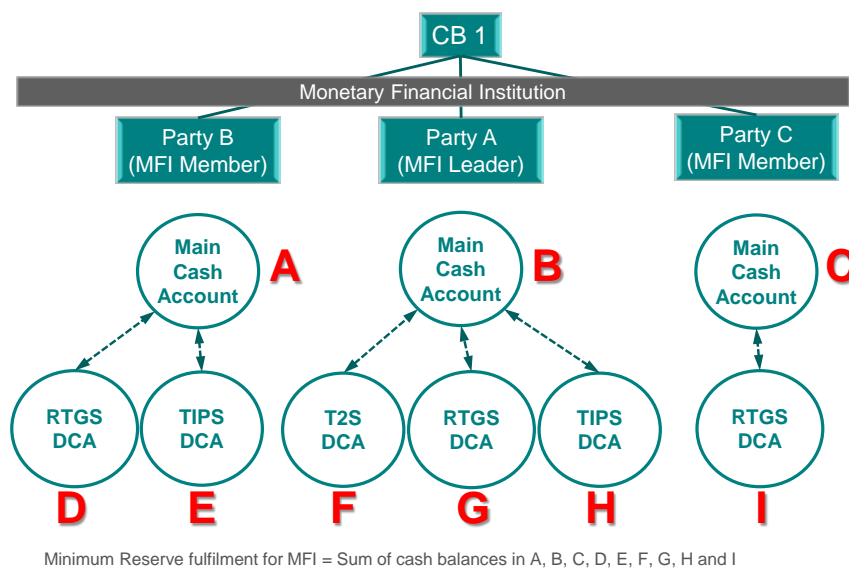 CB 1
Monetary Financial Institution
Party B
(MFI Member)
Party A
(MFI Leader)
Party C
(MFI Member)
Main
Cash
Account
A
Main
Cash
Account
B
Main
Cash
Account
C
RTGS
DCA
TIPS
DCA
T2S
DCA
RTGS
DCA
TIPS
DCA
RTGS
DCA
D
E
F
G
H
I
Minimum Reserve fulfilment for MFI = Sum of cash balances in A, B, C, D, E, F, G, H and I